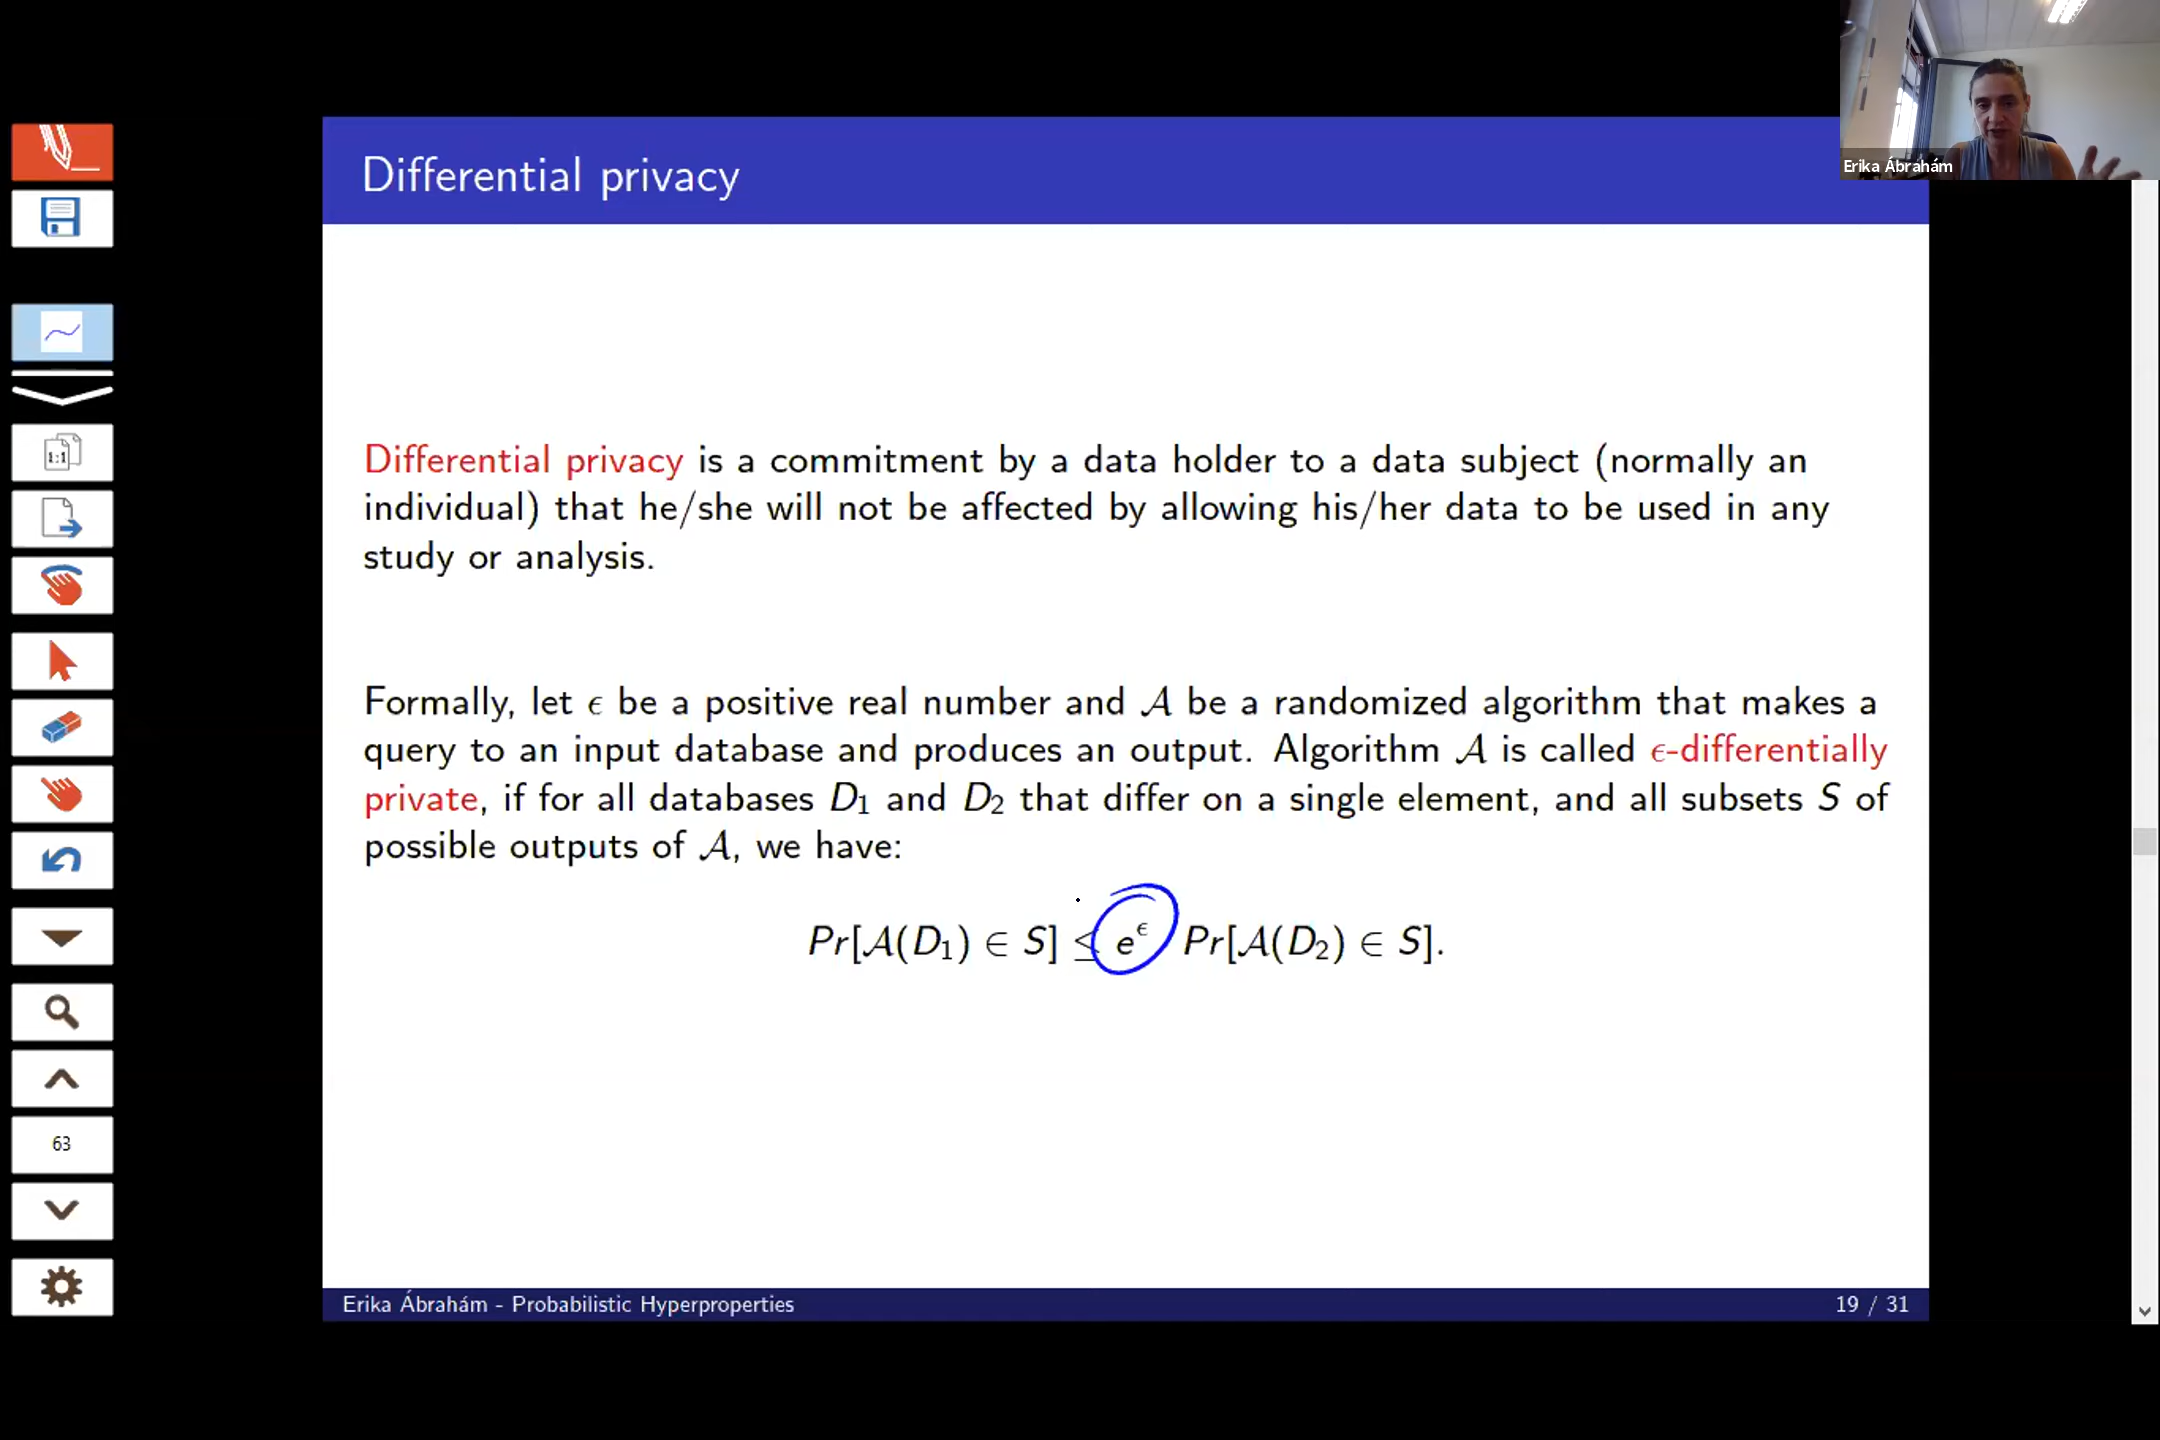 Erika Ábrahám
Differential privacy
1:1
Differential privacy is a commitment by a data holder to a data subject (normally an
individual) that he/she will not be affected by allowing his/her data to be used in any
study or analysis.
Formally, let ϵ be a positive real number and 𝒜 be a randomized algorithm that makes a
query to an input database and produces an output. Algorithm 𝒜 is called ϵ-differentially
private, if for all databases D₁ and D₂ that differ on a single element, and all subsets S of
possible outputs of 𝒜, we have:
Pr[𝒜(D₁) ∈ S] ≤ e^ϵ Pr[𝒜(D₂) ∈ S].
63
Erika Ábrahám - Probabilistic Hyperproperties
19 / 31